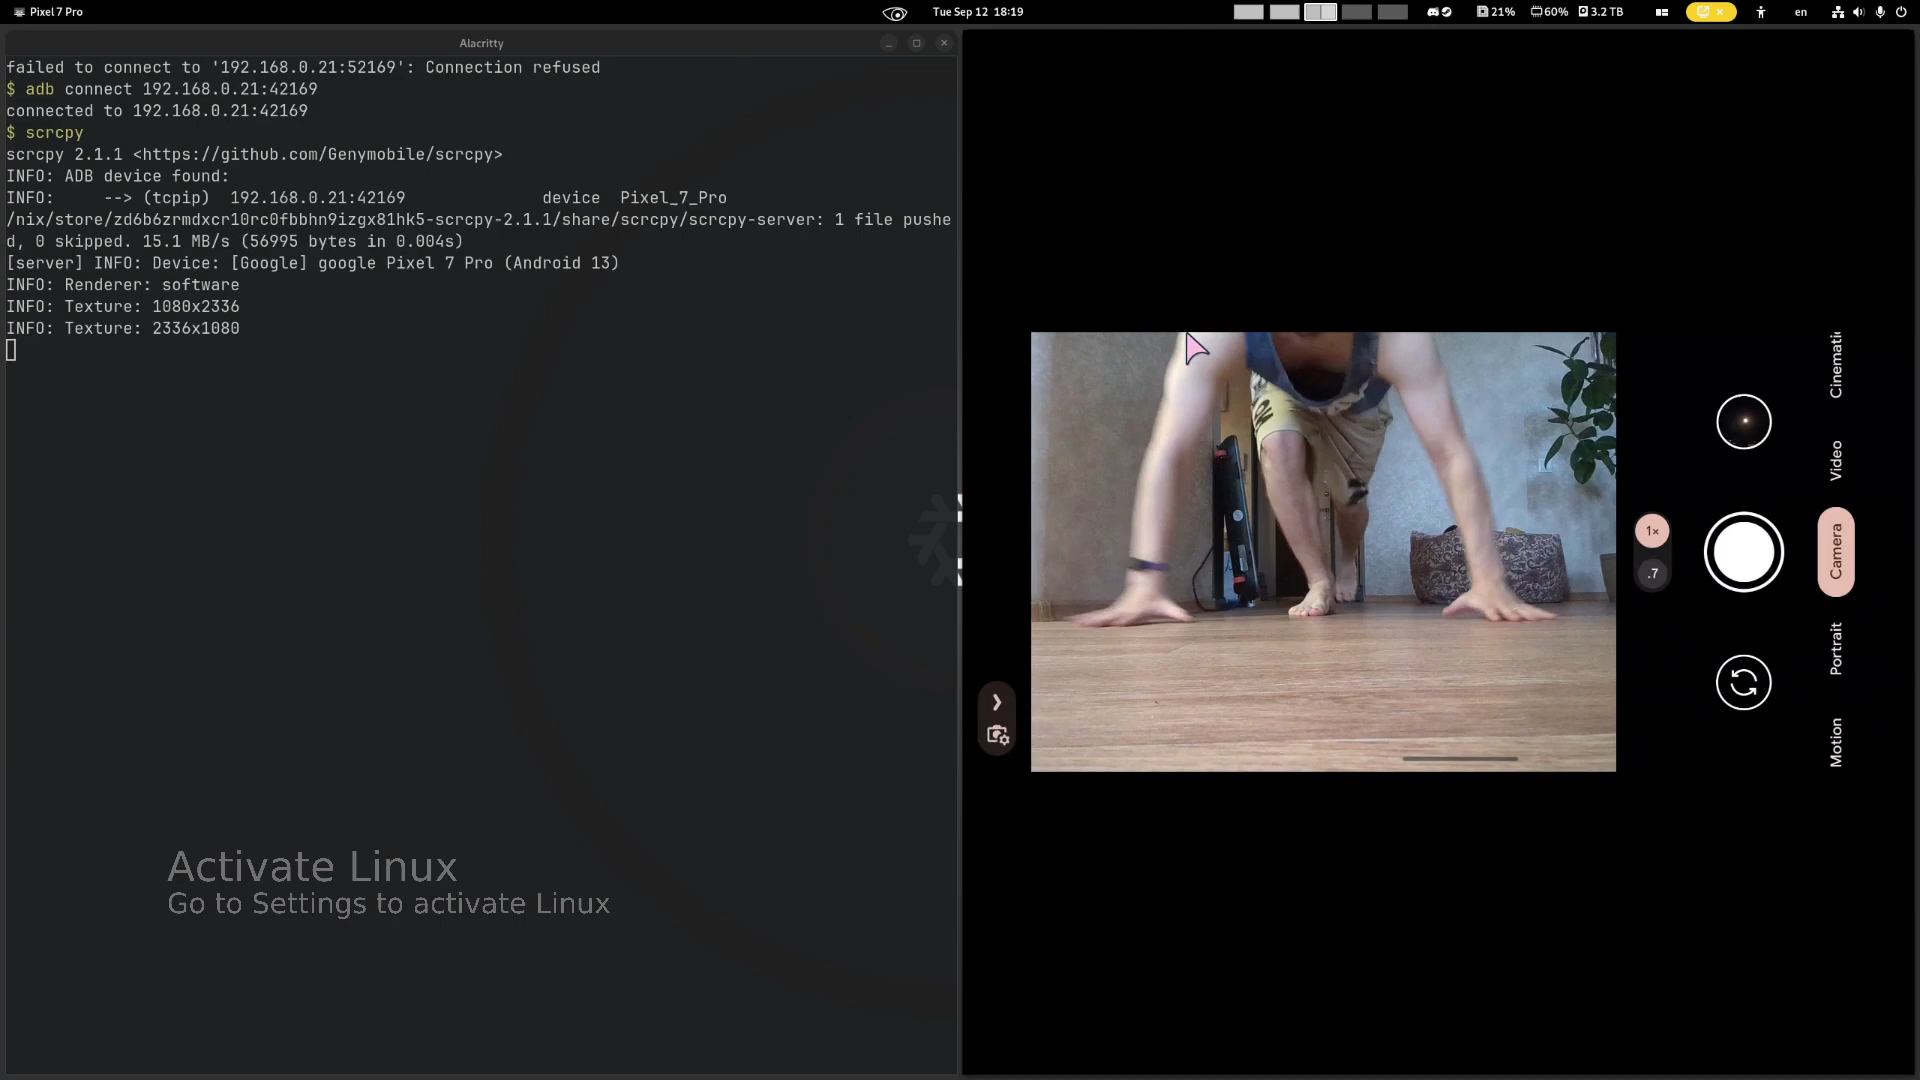 Pixel 7 Pro
Tue Sep 12 18:19
21%
60%
3.2 TB
en
Alacritty
failed to connect to '192.168.0.21:52169': Connection refused
$ adb connect 192.168.0.21:42169
connected to 192.168.0.21:42169
$ scrcpy
scrcpy 2.1.1 <https://github.com/Genymobile/scrcpy>
INFO: ADB device found:
INFO:     --> (tcpip)  192.168.0.21:42169              device  Pixel_7_Pro
/nix/store/zd6b6zrmdxcr10rc0fbbhn9izgx81hk5-scrcpy-2.1.1/share/scrcpy/scrcpy-server: 1 file pushe
d, 0 skipped. 15.1 MB/s (56995 bytes in 0.004s)
[server] INFO: Device: [Google] google Pixel 7 Pro (Android 13)
INFO: Renderer: software
INFO: Texture: 1080x2336
INFO: Texture: 2336x1080
Activate Linux
Go to Settings to activate Linux
1×
.7
Cinemati
Video
Camera
Portrait
Motion